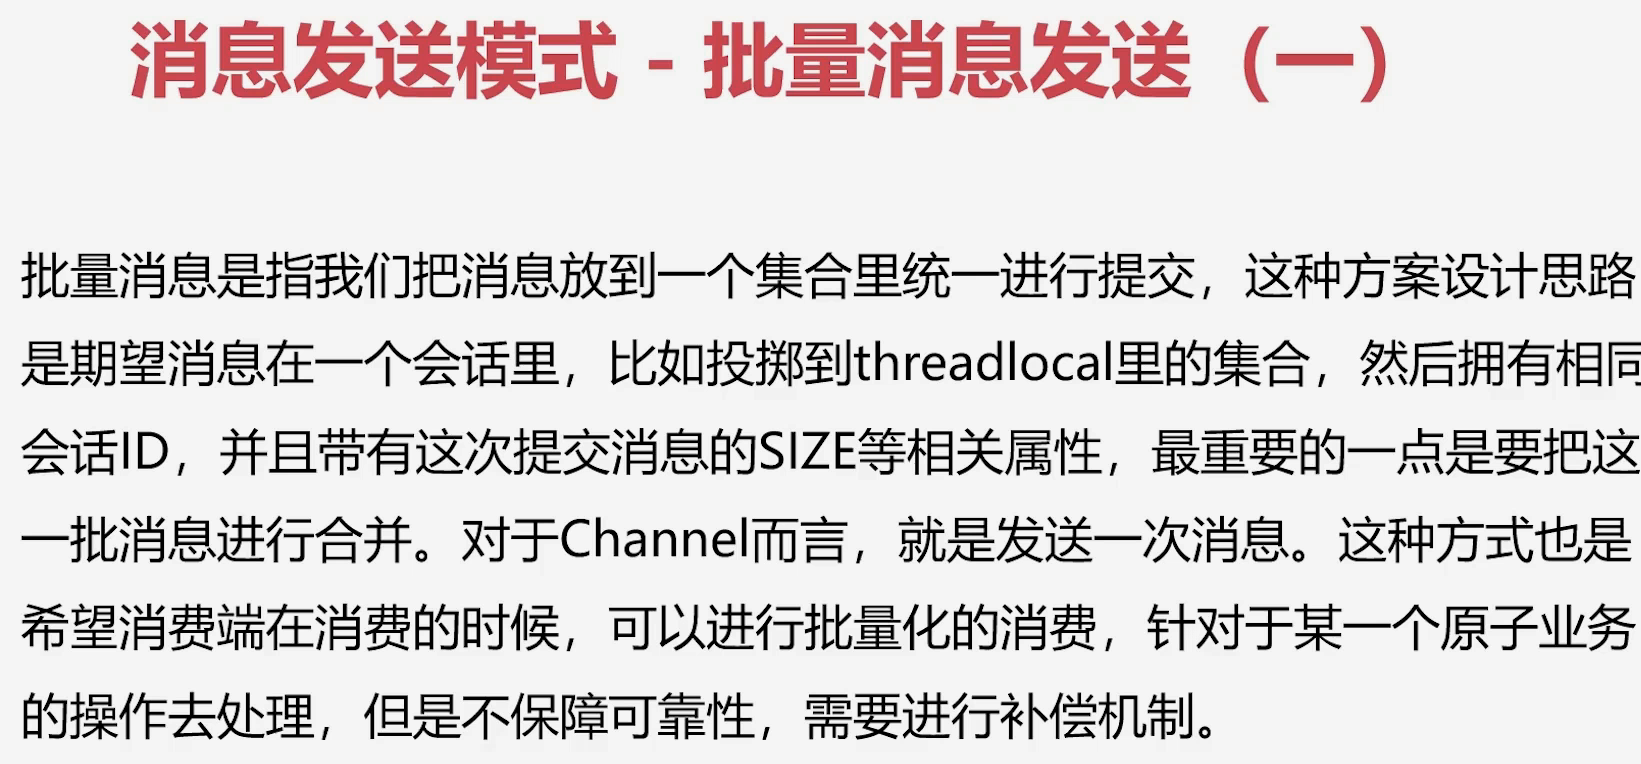 消息发送模式 - 批量消息发送（一）
批量消息是指我们把消息放到一个集合里统一进行提交，这种方案设计思路
是期望消息在一个会话里，比如投掷到threadlocal里的集合，然后拥有相同
会话ID，并且带有这次提交消息的SIZE等相关属性，最重要的一点是要把这
一批消息进行合并。对于Channel而言，就是发送一次消息。这种方式也是
希望消费端在消费的时候，可以进行批量化的消费，针对于某一个原子业务
的操作去处理，但是不保障可靠性，需要进行补偿机制。